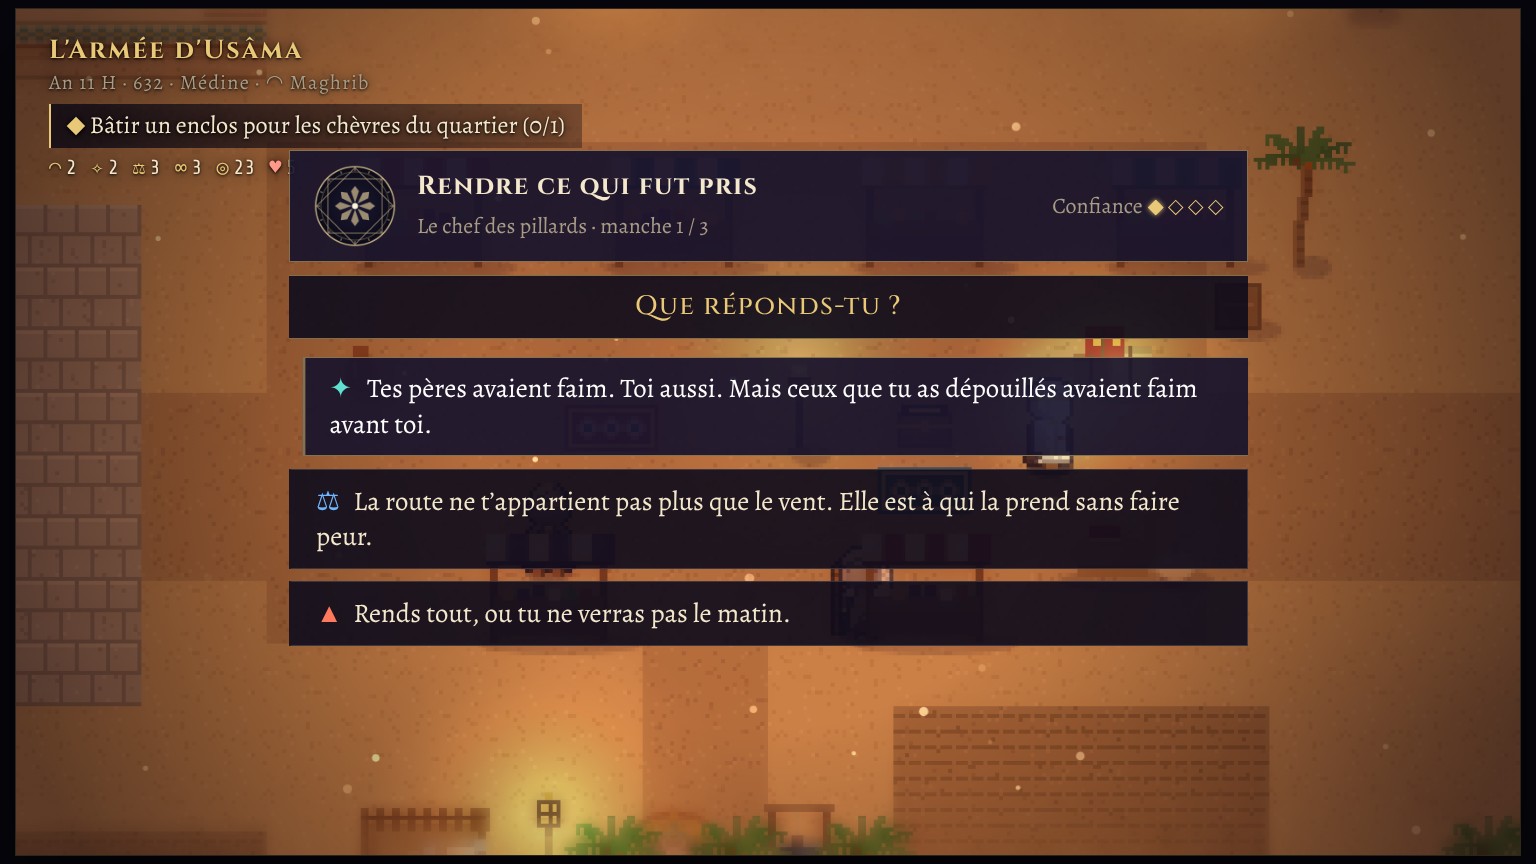 L'Armée d'Usâma
An 11 H · 632 · Médine · ◠ Maghrib
◆ Bâtir un enclos pour les chèvres du quartier (0/1)
◠ 2 ✧ 2 ⚖ 3 ∞ 3 ◎ 23 ♥
Rendre ce qui fut pris
Le chef des pillards · manche 1 / 3
Confiance ◆◇◇◇
Que réponds-tu ?
✦ Tes pères avaient faim. Toi aussi. Mais ceux que tu as dépouillés avaient faim
avant toi.
⚖ La route ne t’appartient pas plus que le vent. Elle est à qui la prend sans faire
peur.
▲ Rends tout, ou tu ne verras pas le matin.